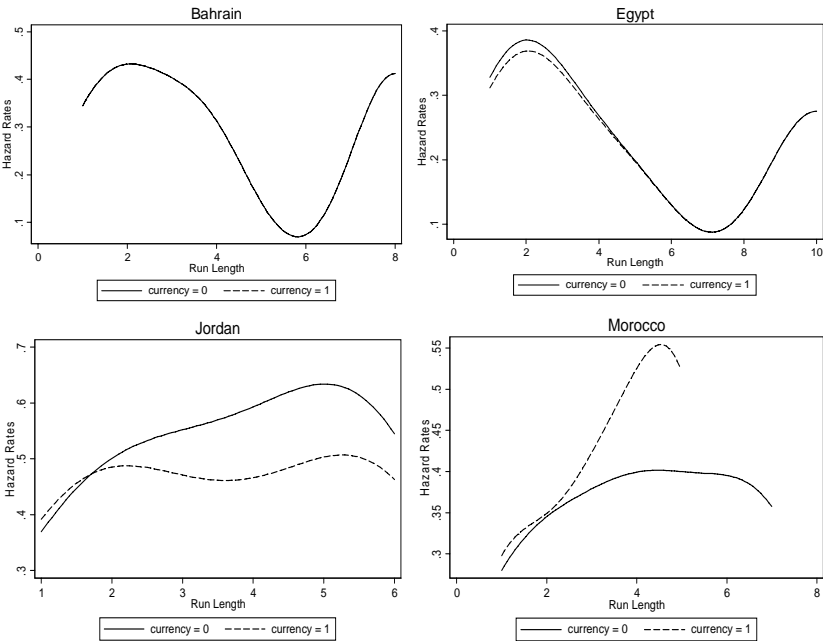 Bahrain
Hazard Rates
.1 .2 .3 .4 .5
0 2 4 6 8
Run Length
currency = 0 currency = 1
Egypt
Hazard Rates
.1 .2 .3 .4
0 2 4 6 8 10
Run Length
currency = 0 currency = 1
Jordan
Hazard Rates
.3 .4 .5 .6 .7
1 2 3 4 5 6
Run Length
currency = 0 currency = 1
Morocco
Hazard Rates
.3 .35 .4 .45 .5 .55
0 2 4 6 8
Run Length
currency = 0 currency = 1